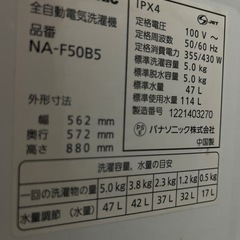 全自動電気洗濯機
品番
NA-F50B5
外形寸法
幅 562 mm
奥行 572 mm
高さ 880 mm
IPX4
JET
定格電圧 100 V～
定格周波数 50/60 Hz
定格消費電力 355/430 W
標準洗濯容量 5.0 kg
標準脱水容量 5.0 kg
標準水量 47 L
標準使用水量 114 L
製造番号 1221403270
パナソニック株式会社
中国製
洗濯容量、水量の目安
一回の洗濯物の量 5.0 kg 3.8 kg 2.3 kg 1.2 kg 0.5 kg
水量調節（水量） 47L 42L 37L 32L 17L